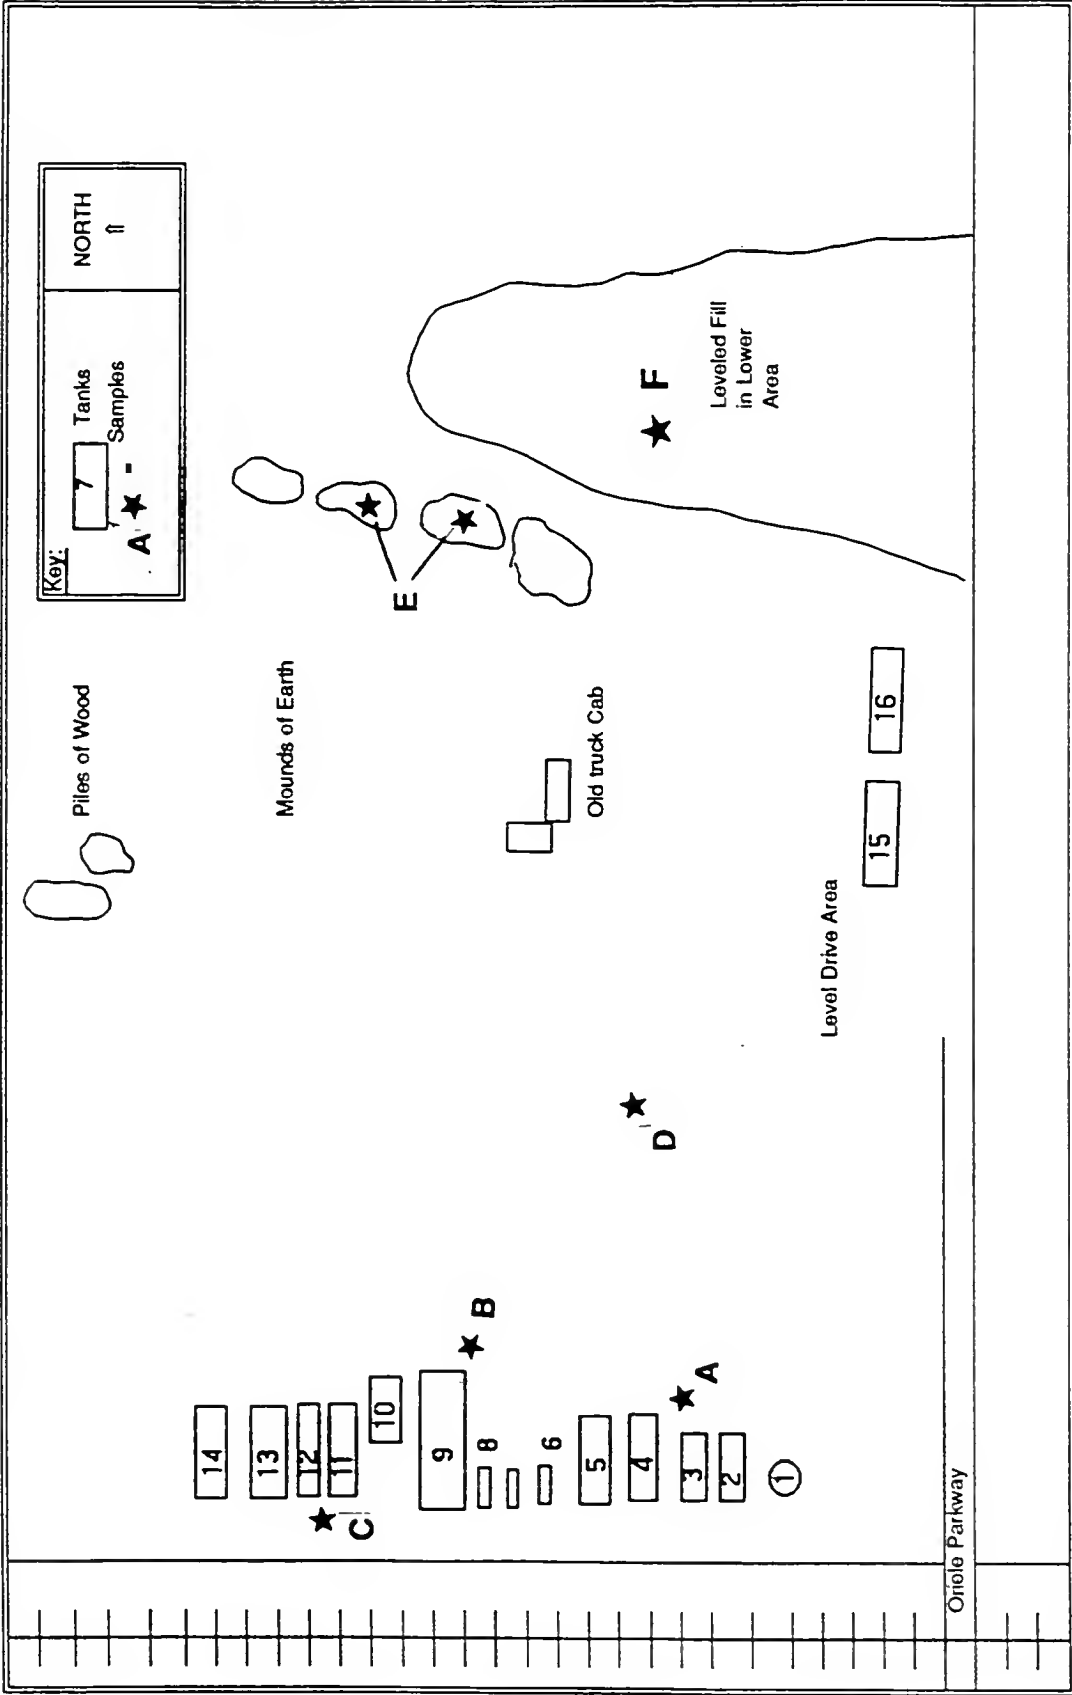 Key:
7 Tanks
A - Samples
NORTH
⇑
Piles of Wood
Mounds of Earth
E
Old truck Cab
F
Leveled Fill
in Lower
Area
14
13
12
11
10
C
9
B
8
6
5
4
A
3
2
1
D
Level Drive Area
15
16
Oriole Parkway